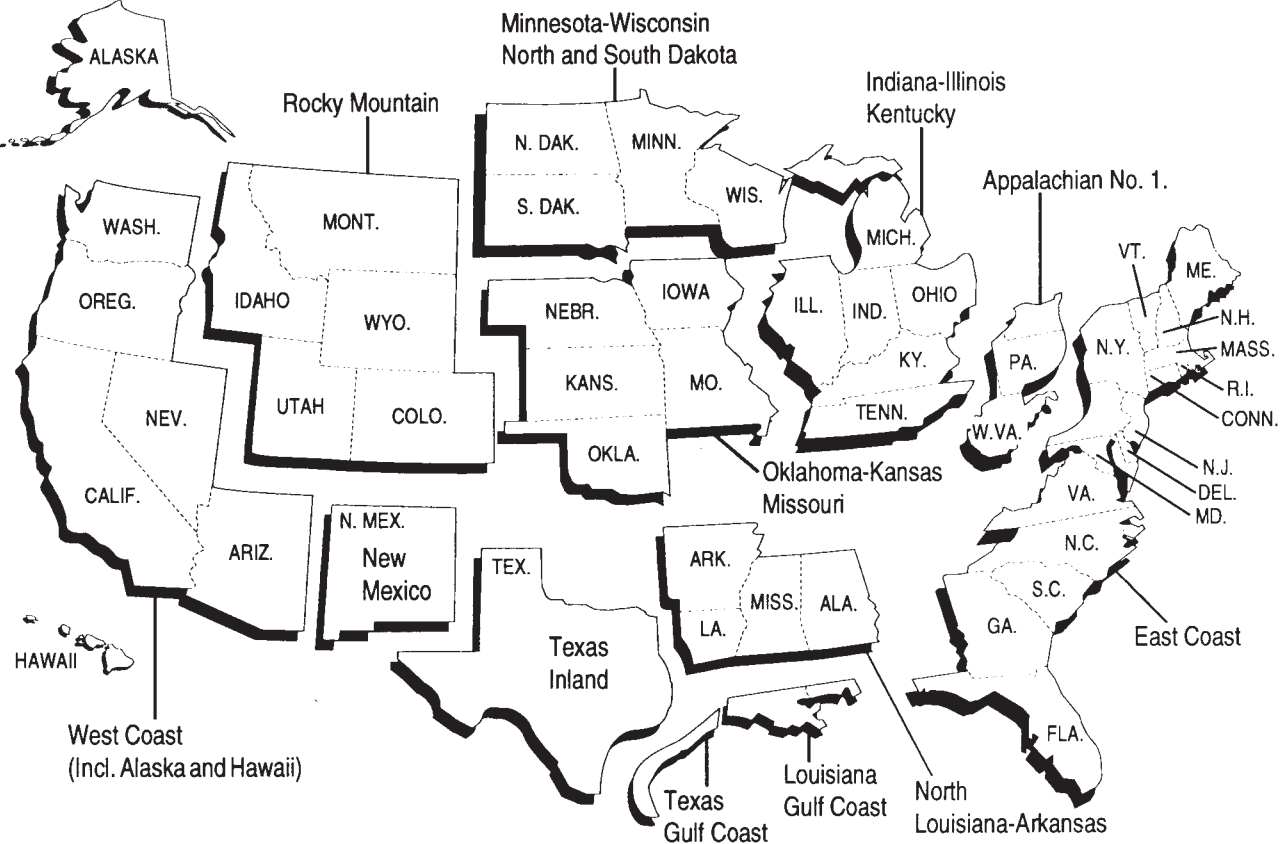 Minnesota-Wisconsin
North and South Dakota
ALASKA
Indiana-Illinois
Kentucky
Rocky Mountain
N. DAK.
MINN.
Appalachian No. 1.
S. DAK.
WIS.
WASH.
MONT.
MICH.
VT.
ME.
OREG.
IDAHO
WYO.
NEBR.
IOWA
ILL.
IND.
OHIO
N.H.
N.Y.
MASS.
KY.
PA.
R.I.
KANS.
MO.
NEV.
UTAH
COLO.
TENN.
CONN.
W.VA.
OKLA.
Oklahoma-Kansas
Missouri
N.J.
DEL.
MD.
CALIF.
VA.
N. MEX.
New
Mexico
ARIZ.
TEX.
ARK.
N.C.
MISS.
ALA.
S.C.
LA.
GA.
East Coast
HAWAII
Texas
Inland
West Coast
(Incl. Alaska and Hawaii)
FLA.
Louisiana
Gulf Coast
Texas
Gulf Coast
North
Louisiana-Arkansas